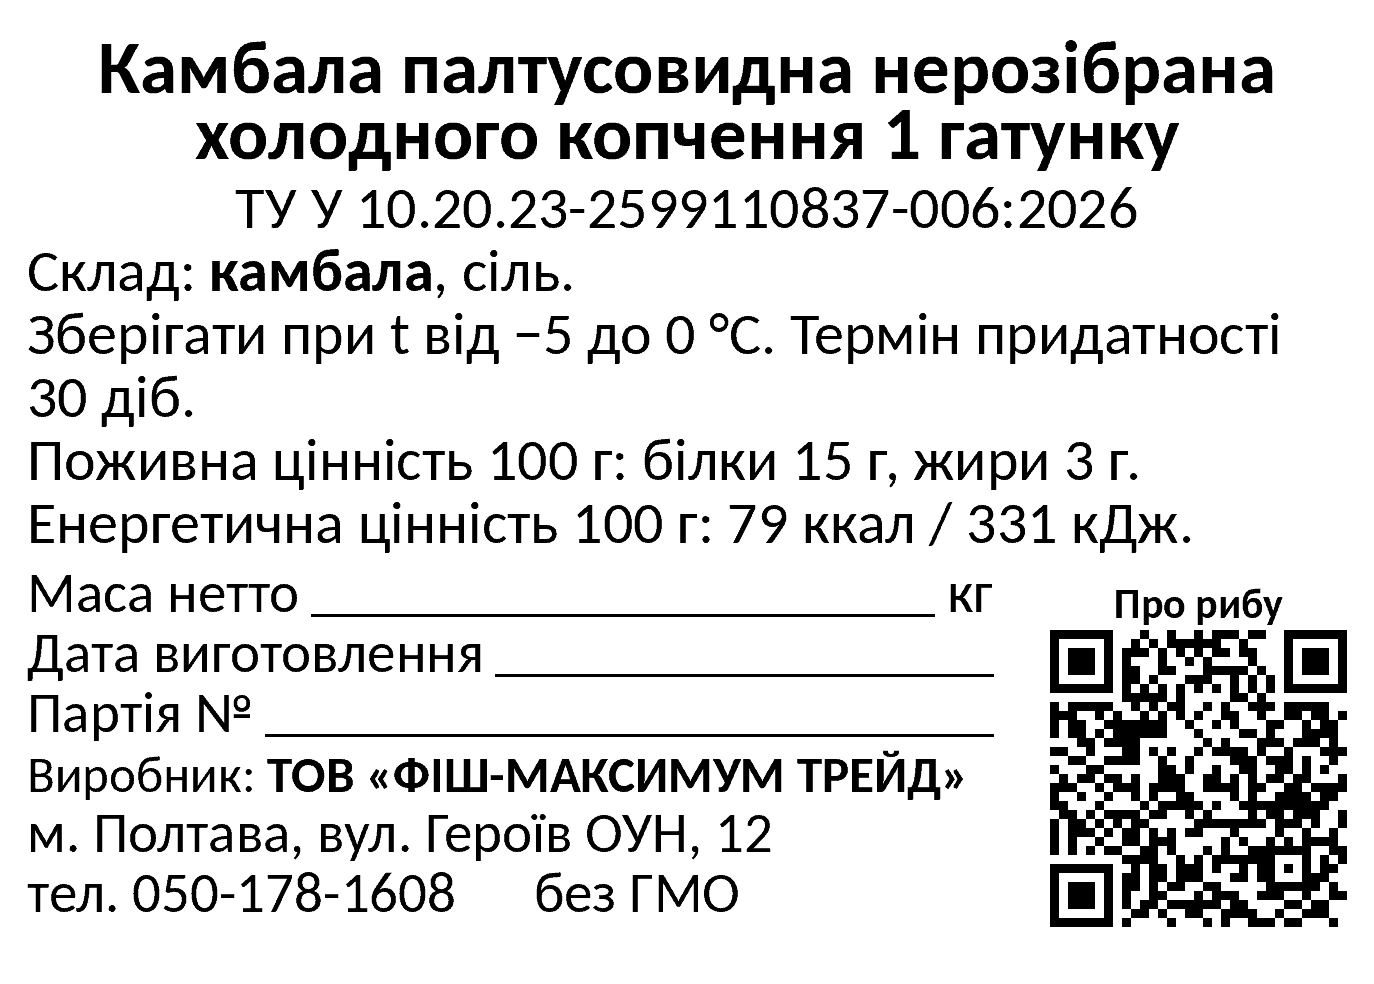 Камбала палтусовидна нерозібрана
холодного копчення 1 гатунку
ТУ У 10.20.23-2599110837-006:2026
Склад: камбала, сіль.
Зберігати при t від −5 до 0 °C. Термін придатності
30 діб.
Поживна цінність 100 г: білки 15 г, жири 3 г.
Енергетична цінність 100 г: 79 ккал / 331 кДж.
Маса нетто ______________________ кг
Дата виготовлення __________________
Партія № __________________________
Про рибу
Виробник: ТОВ «ФІШ-МАКСИМУМ ТРЕЙД»
м. Полтава, вул. Героїв ОУН, 12
тел. 050-178-1608 без ГМО